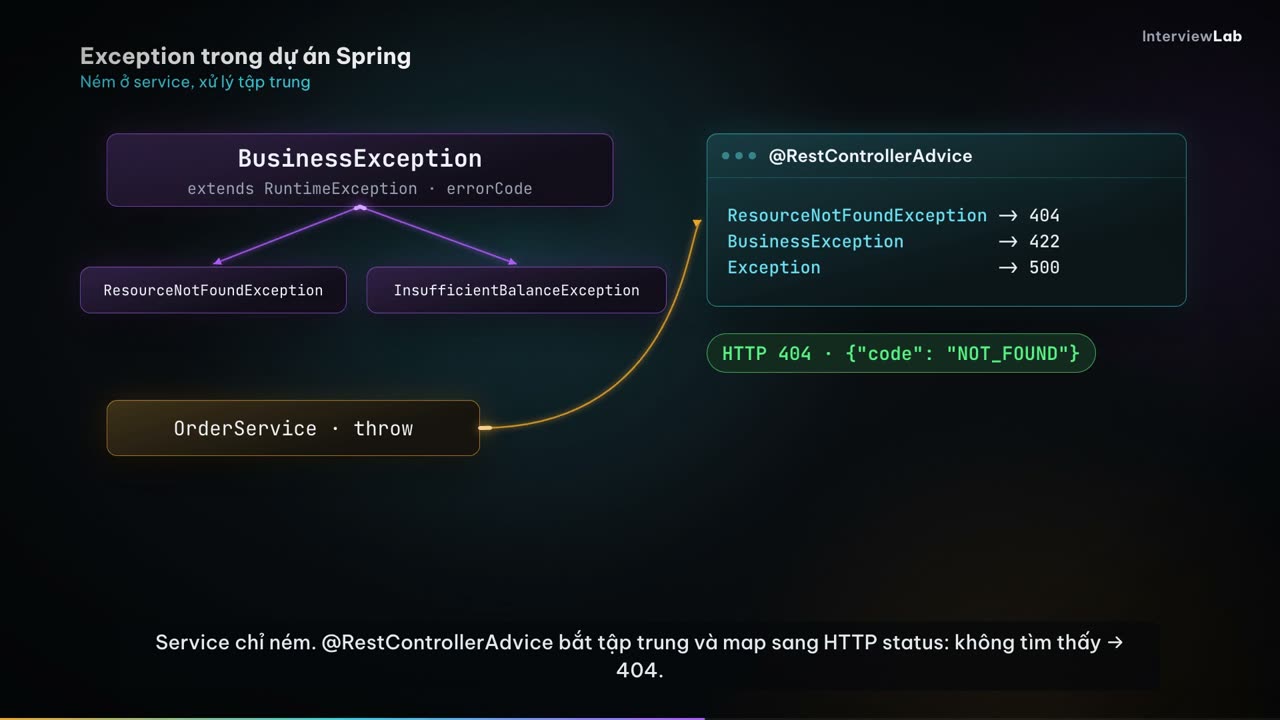 Exception trong dự án Spring
Ném ở service, xử lý tập trung
InterviewLab
BusinessException
extends RuntimeException · errorCode
ResourceNotFoundException
InsufficientBalanceException
OrderService · throw
@RestControllerAdvice
ResourceNotFoundException → 404
BusinessException → 422
Exception → 500
HTTP 404 · {"code": "NOT_FOUND"}
Service chỉ ném. @RestControllerAdvice bắt tập trung và map sang HTTP status: không tìm thấy →
404.